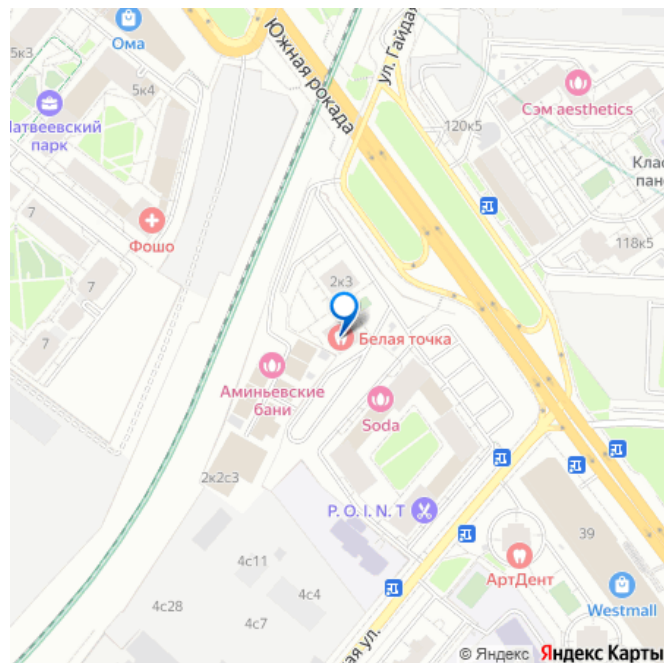 Ома
5к3
5к4
Матвеевский
парк
Южная рокада
ул. Гайда
Сэм aesthetics
120к5
Клас
пан
Фошо
7
7
7
118к5
2к3
Белая точка
Аминьевские
бани
Soda
2к2с3
P. O. I. N. T
39
4с11
4с4
4с28
4с7
АртДент
Westmall
ая ул.
© Яндекс Яндекс Карты